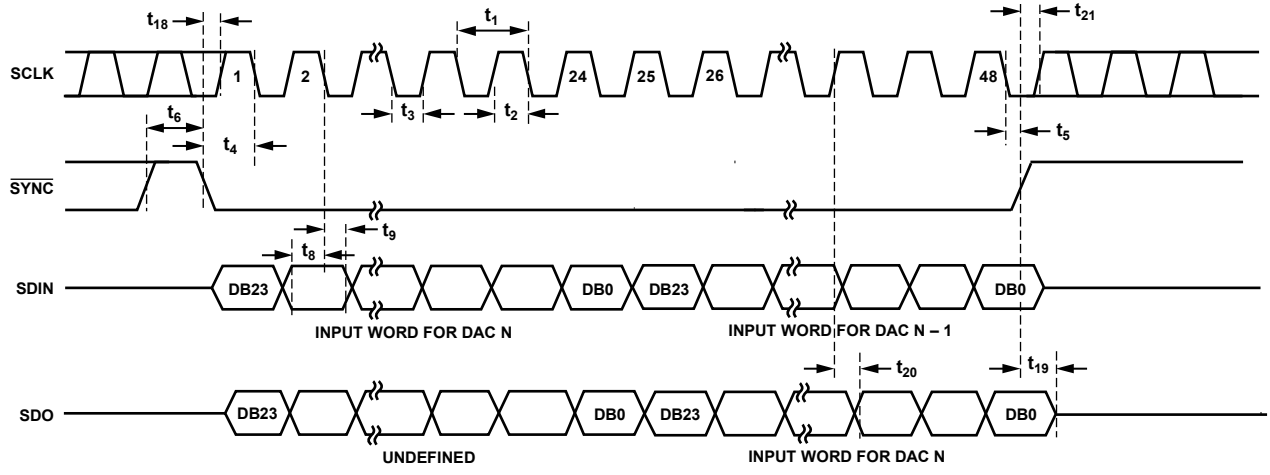 t18
t1
t21
SCLK
1
2
24
25
26
48
t3
t2
t6
t4
t5
SYNC
t8
t9
SDIN
DB23
DB0
DB23
DB0
INPUT WORD FOR DAC N
INPUT WORD FOR DAC N – 1
t20
t19
SDO
DB23
DB0
DB23
DB0
UNDEFINED
INPUT WORD FOR DAC N